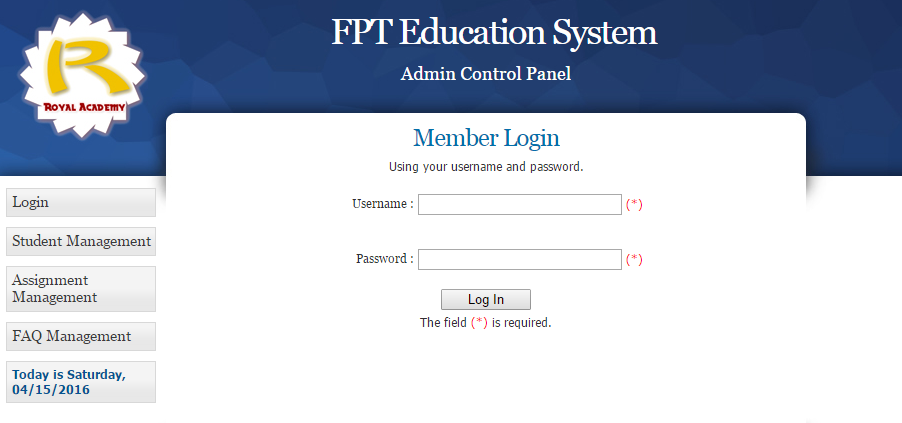 FPT Education System
Admin Control Panel
R
ROYAL ACADEMY
Member Login
Using your username and password.
Login
Student Management
Assignment
Management
FAQ Management
Today is Saturday,
04/15/2016
Username : (*)
Password : (*)
Log In
The field (*) is required.